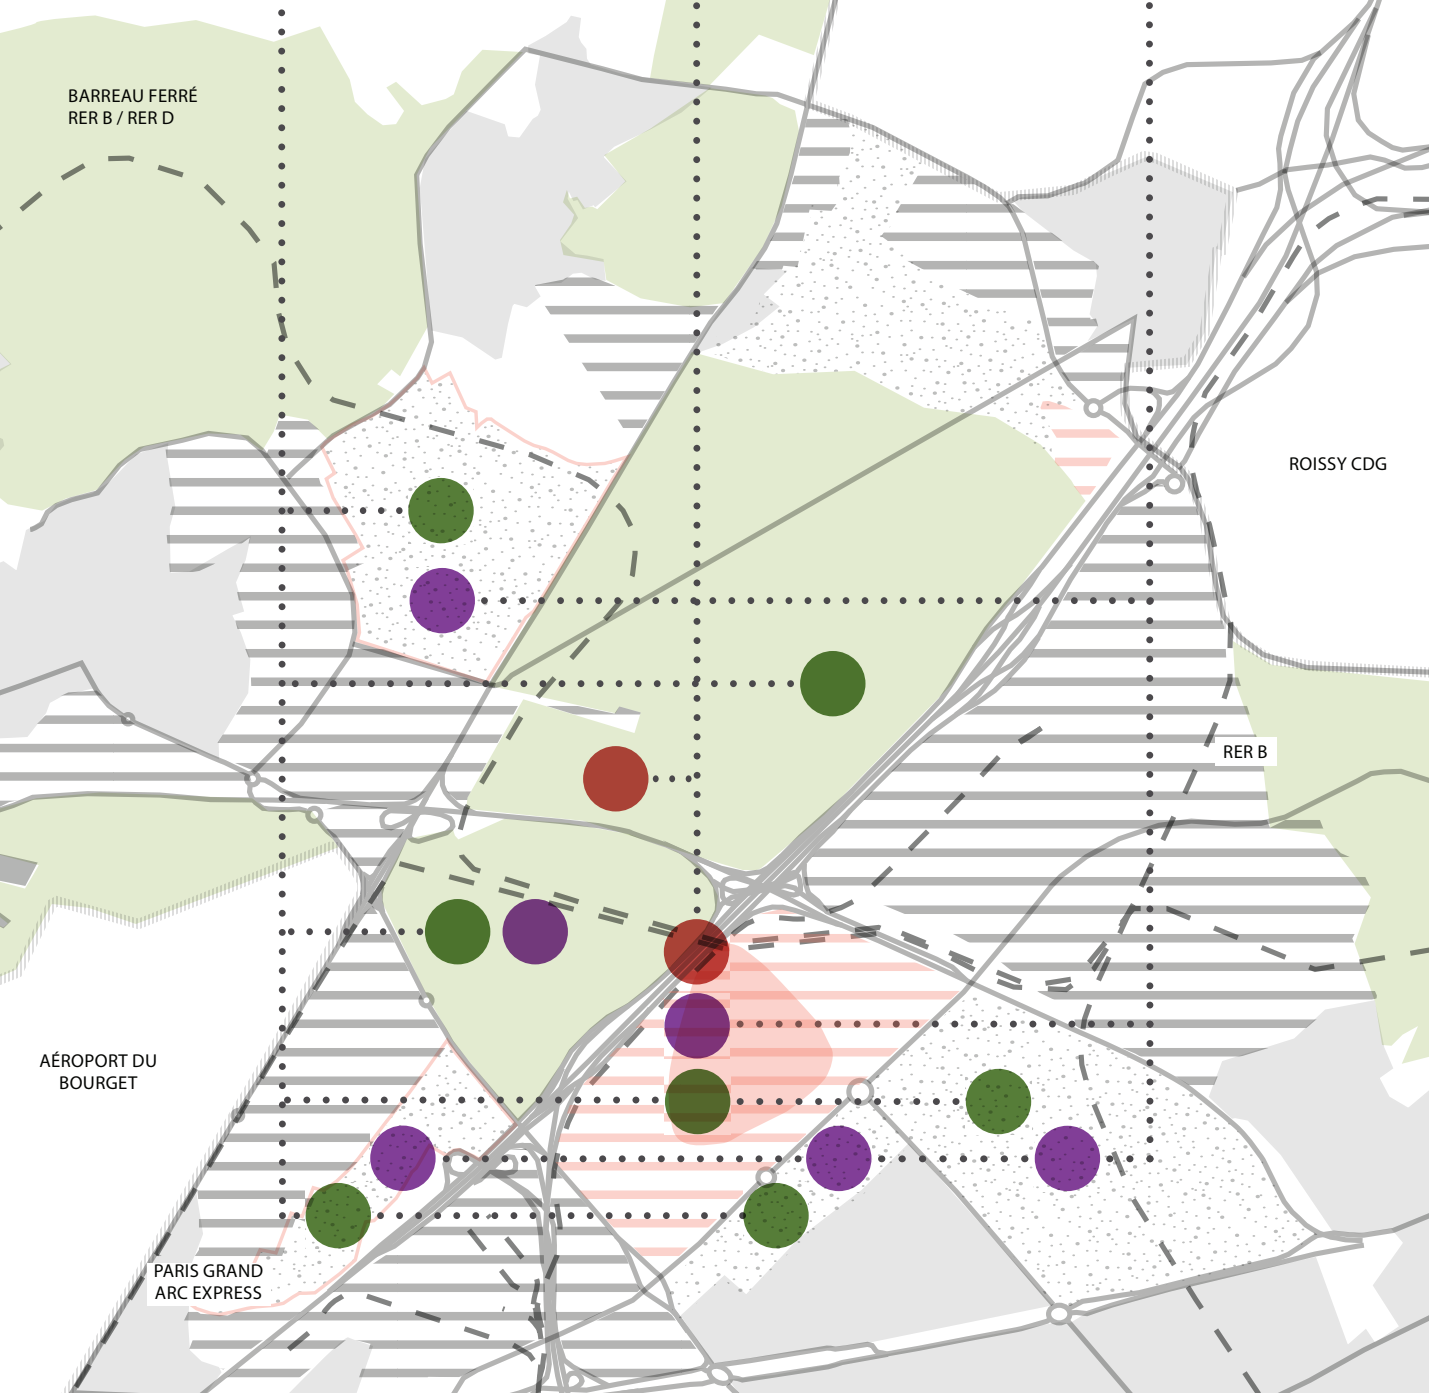 BARREAU FERRÉ
RER B / RER D
ROISSY CDG
RER B
AÉROPORT DU
BOURGET
PARIS GRAND
ARC EXPRESS